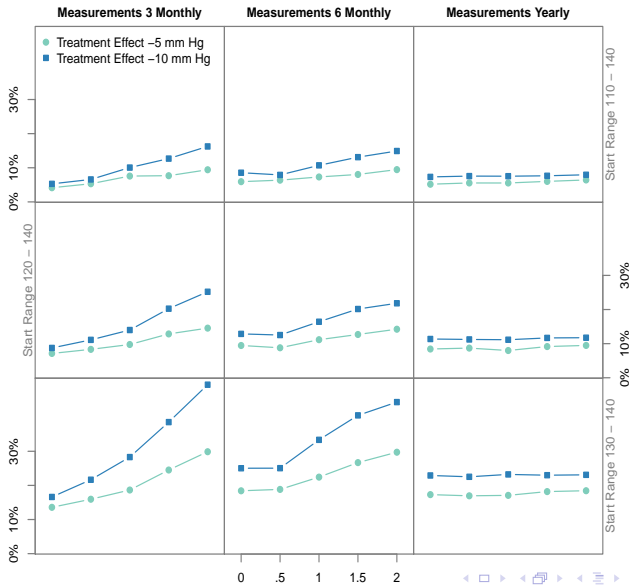 Measurements 3 Monthly
Measurements 6 Monthly
Measurements Yearly
Treatment Effect −5 mm Hg
Treatment Effect −10 mm Hg
30%
10%
0%
Start Range 110 − 140
Start Range 120 − 140
30%
10%
0%
30%
10%
0%
Start Range 130 − 140
0 .5 1 1.5 2